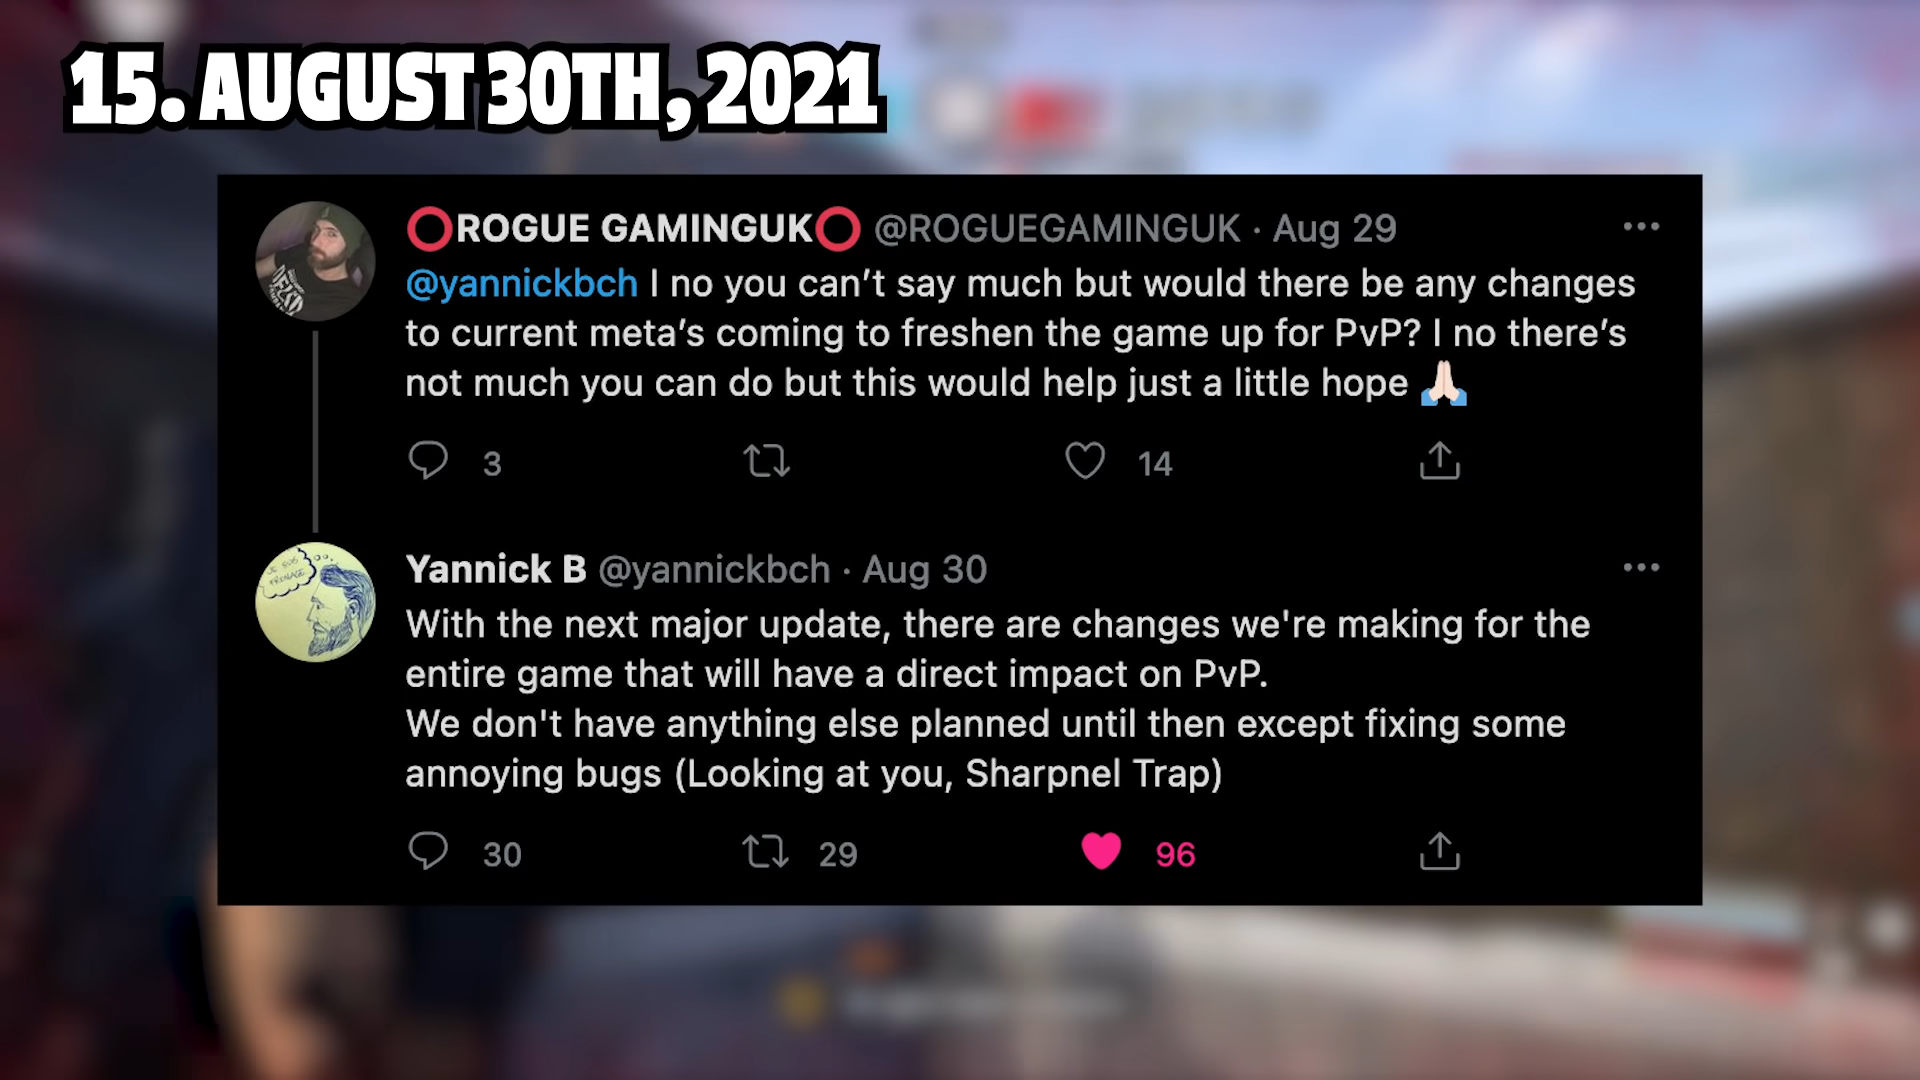 15. AUGUST 30TH, 2021
⭕ROGUE GAMINGUK⭕ @ROGUEGAMINGUK · Aug 29
@yannickbch I no you can’t say much but would there be any changes
to current meta’s coming to freshen the game up for PvP? I no there’s
not much you can do but this would help just a little hope 🙏🏻
3 14
Yannick B @yannickbch · Aug 30
With the next major update, there are changes we're making for the
entire game that will have a direct impact on PvP.
We don't have anything else planned until then except fixing some
annoying bugs (Looking at you, Sharpnel Trap)
30 29 96